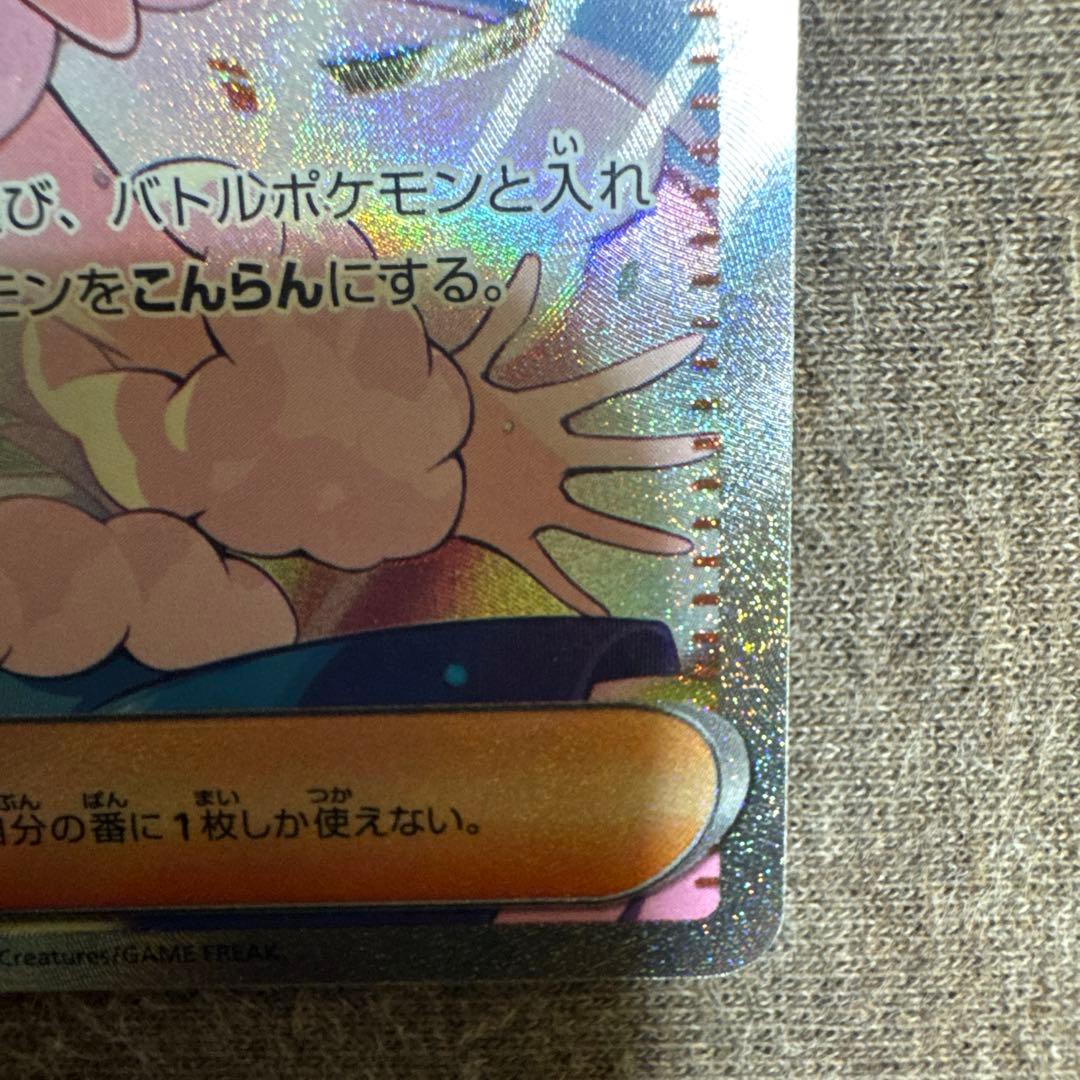 び、バトルポケモンと入れ
モンをこんらんにする。
自分の番に1枚しか使えない。
Creatures/GAME FREAK